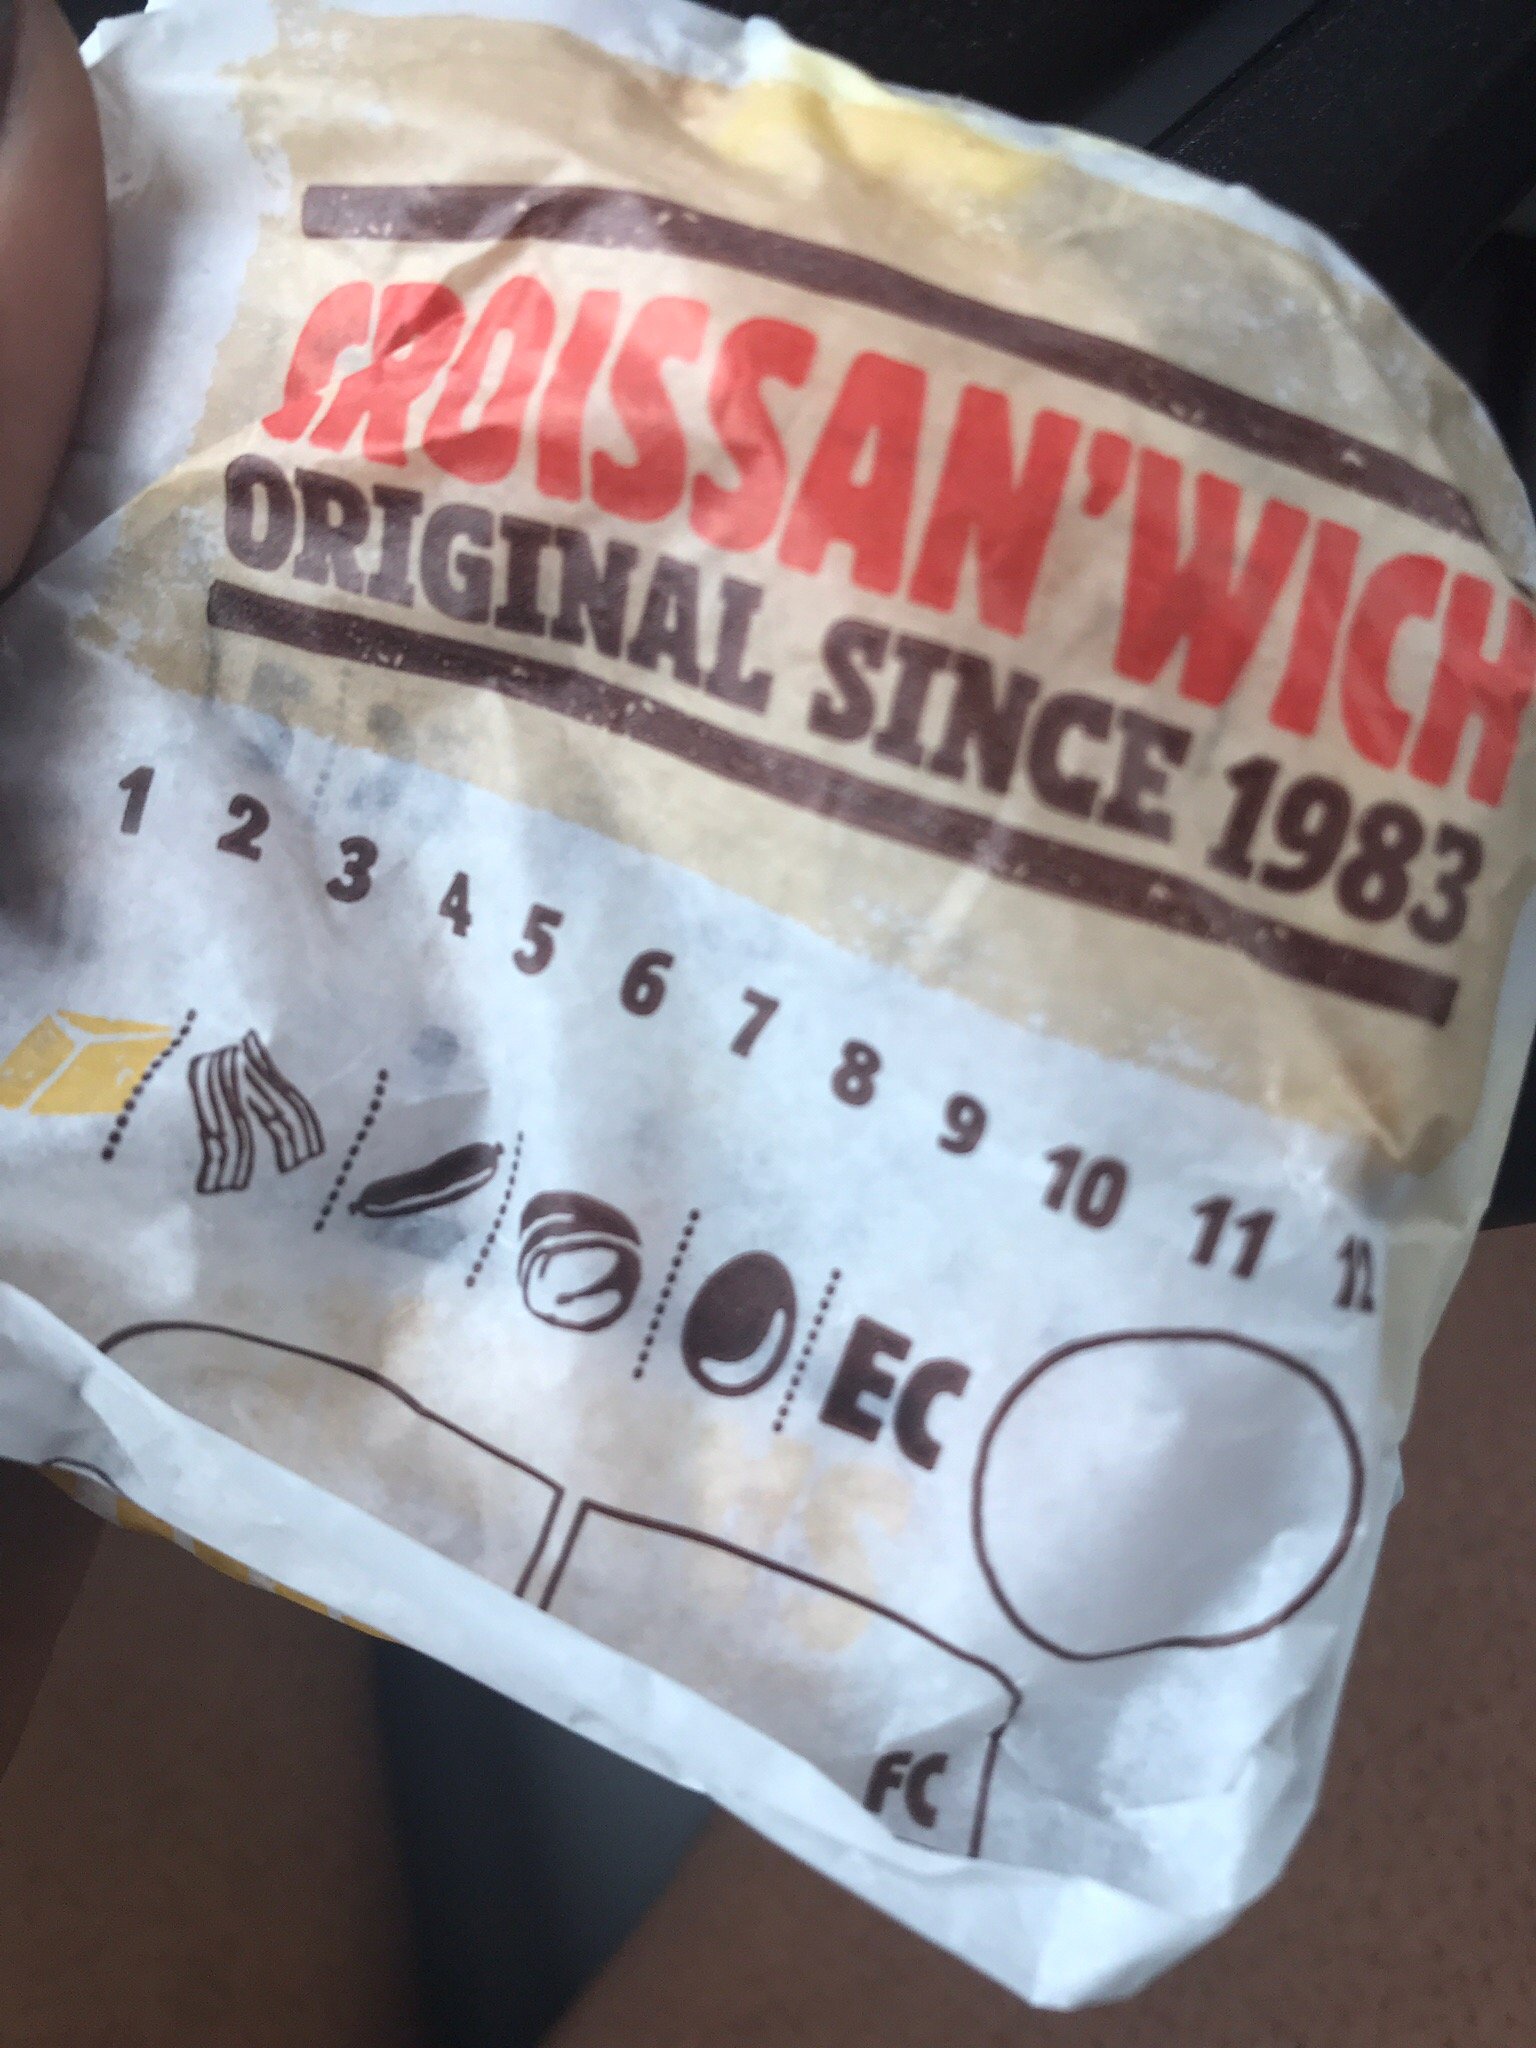 CROISSAN'WICH
ORIGINAL SINCE 1983
1 2 3 4 5 6 7 8 9 10 11 12
EC
FC